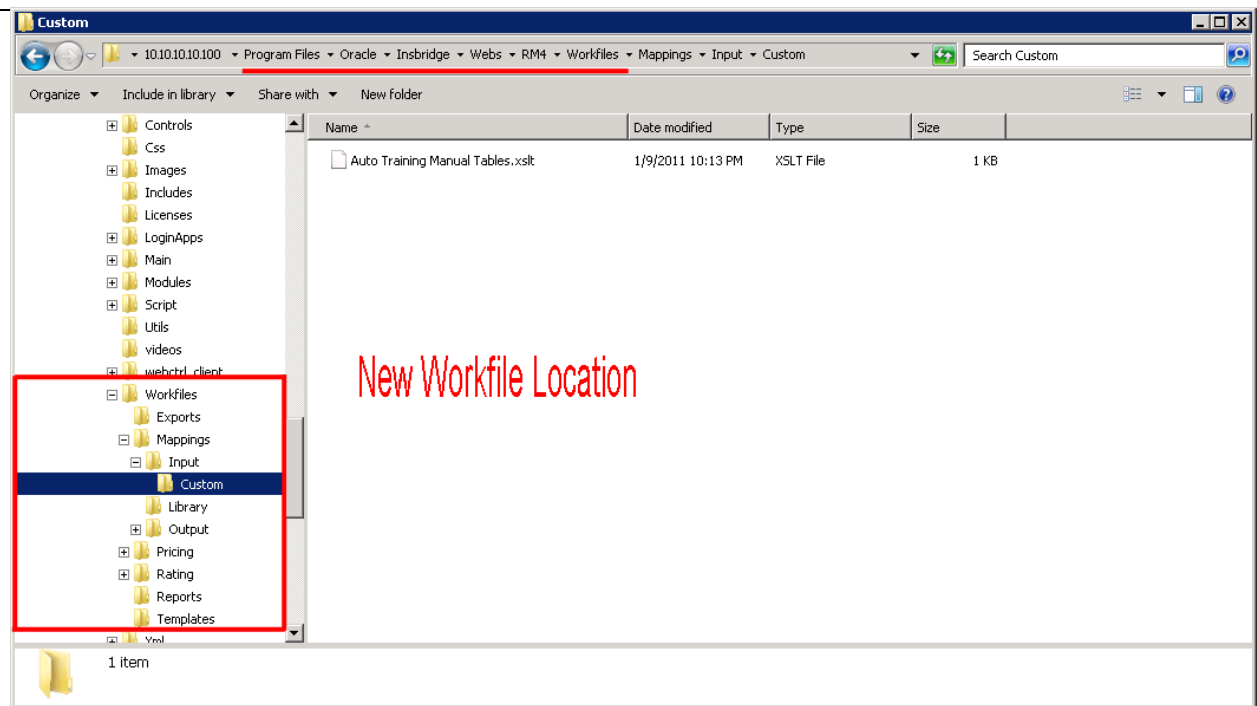 Custom
10.10.10.10.100 Program Files Oracle Insbridge Webs RM4 Workfiles Mappings Input Custom Search Custom
Organize Include in library Share with New folder
Controls
Css
Images
Includes
Licenses
LoginApps
Main
Modules
Script
Utils
videos
webctrl_client
Workfiles
Exports
Mappings
Input
Custom
Library
Output
Pricing
Rating
Reports
Templates
Xml
Name Date modified Type Size
Auto Training Manual Tables.xslt 1/9/2011 10:13 PM XSLT File 1 KB
New Workfile Location
1 item